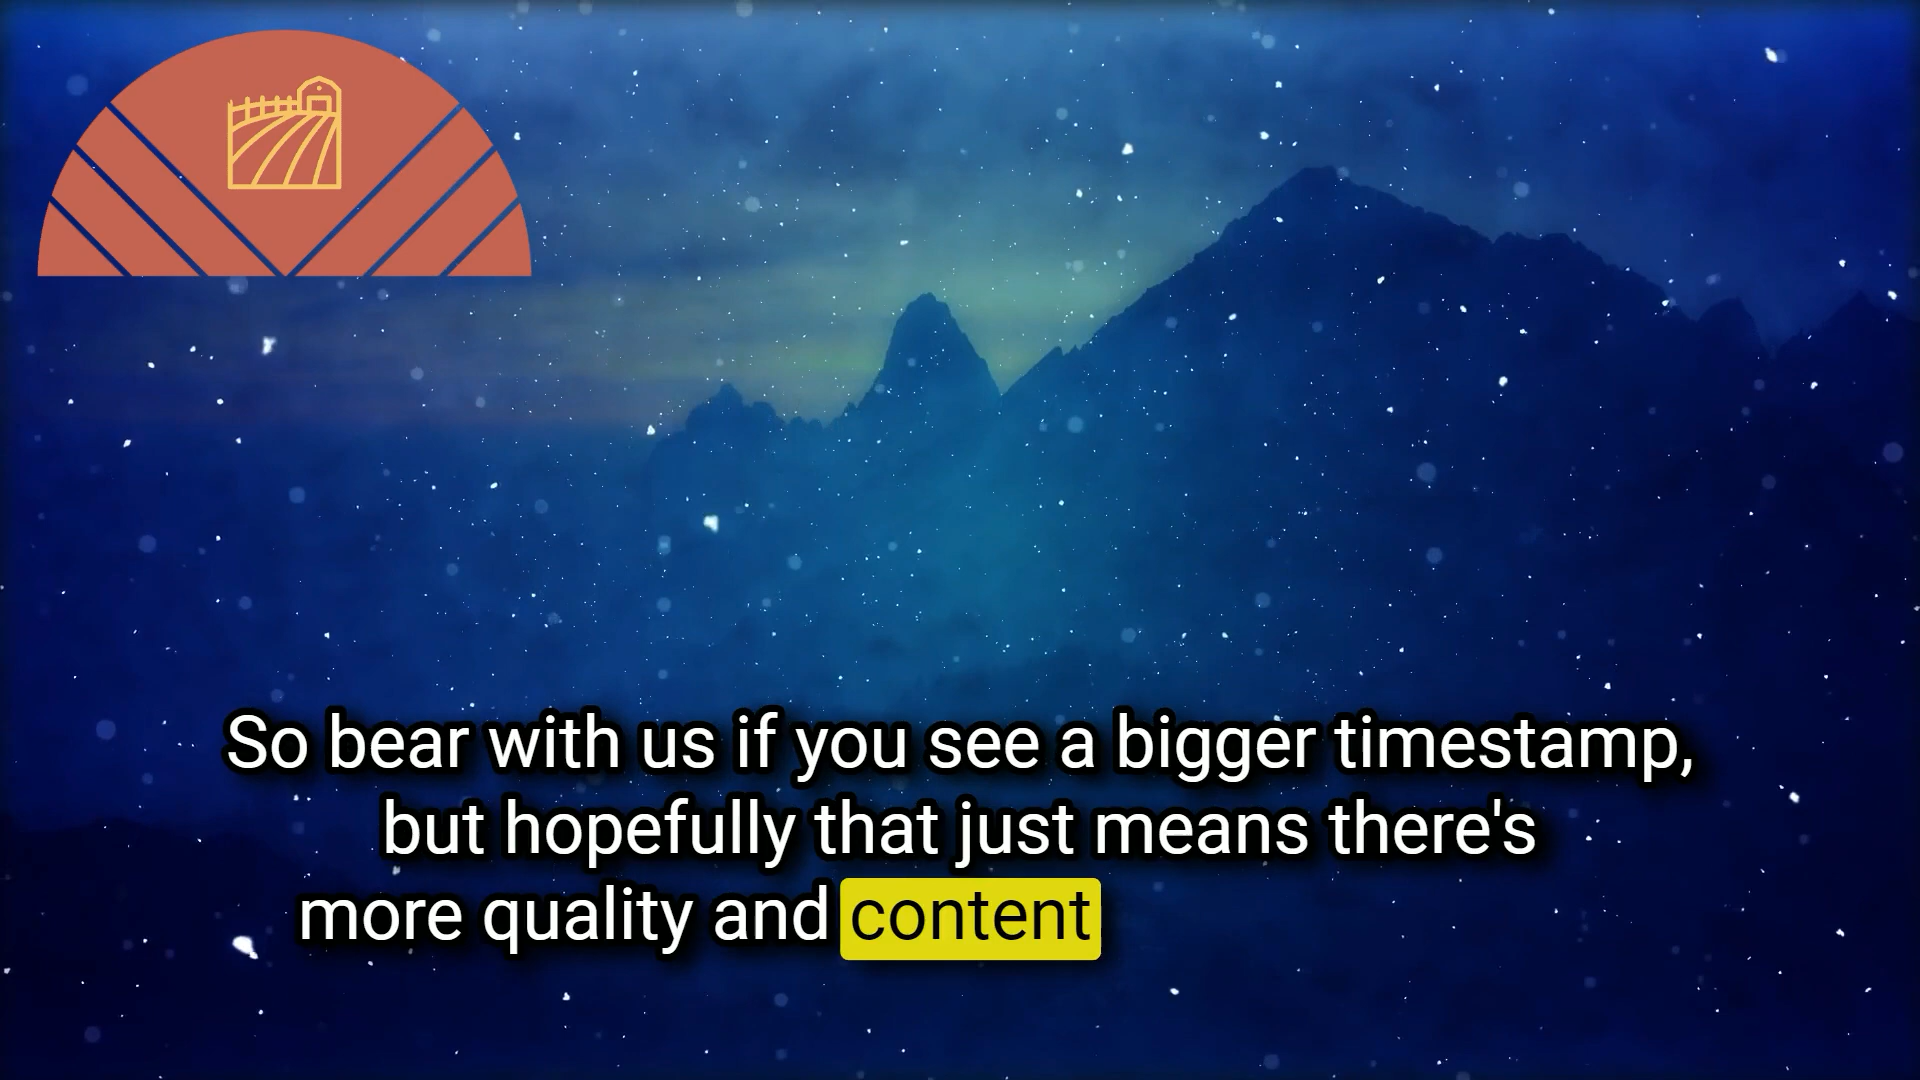 So bear with us if you see a bigger timestamp,
but hopefully that just means there's
more quality and content